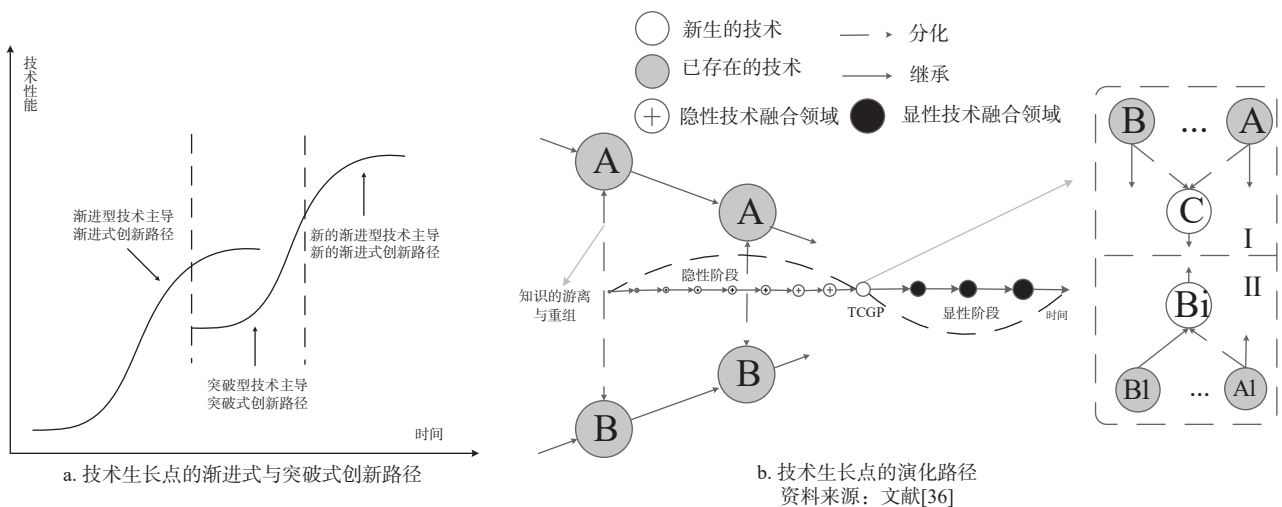 技术性能
渐进型技术主导
渐进式创新路径
新的渐进型技术主导
新的渐进式创新路径
突破型技术主导
突破式创新路径
时间
a. 技术生长点的渐进式与突破式创新路径
新生的技术
分化
已存在的技术
继承
隐性技术融合领域
显性技术融合领域
A
A
隐性阶段
知识的游离
与重组
TCGP
显性阶段
时间
B
B
B
...
A
C
I
II
Bi
Bl
...
Al
b. 技术生长点的演化路径
资料来源：文献[36]